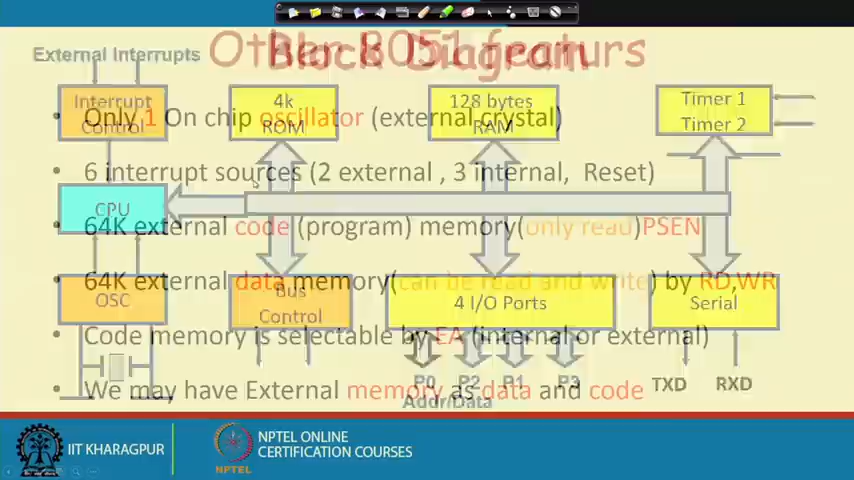 Other 8051 featurs
Block Diagram
External Interrupts
Interrupt
Control
4k
ROM
128 bytes
RAM
Timer 1
Timer 2
• Only 1 On chip oscillator (external crystal)
• 6 interrupt sources (2 external , 3 internal, Reset)
CPU
• 64K external code (program) memory(only read)PSEN
• 64K external data memory(can be read and write) by RD,WR
OSC
Bus
Control
4 I/O Ports
Serial
• Code memory is selectable by EA (internal or external)
P0 P2 P1 P3
TXD RXD
• We may have External memory as data and code
Addr/Data
IIT KHARAGPUR
NPTEL
NPTEL ONLINE
CERTIFICATION COURSES